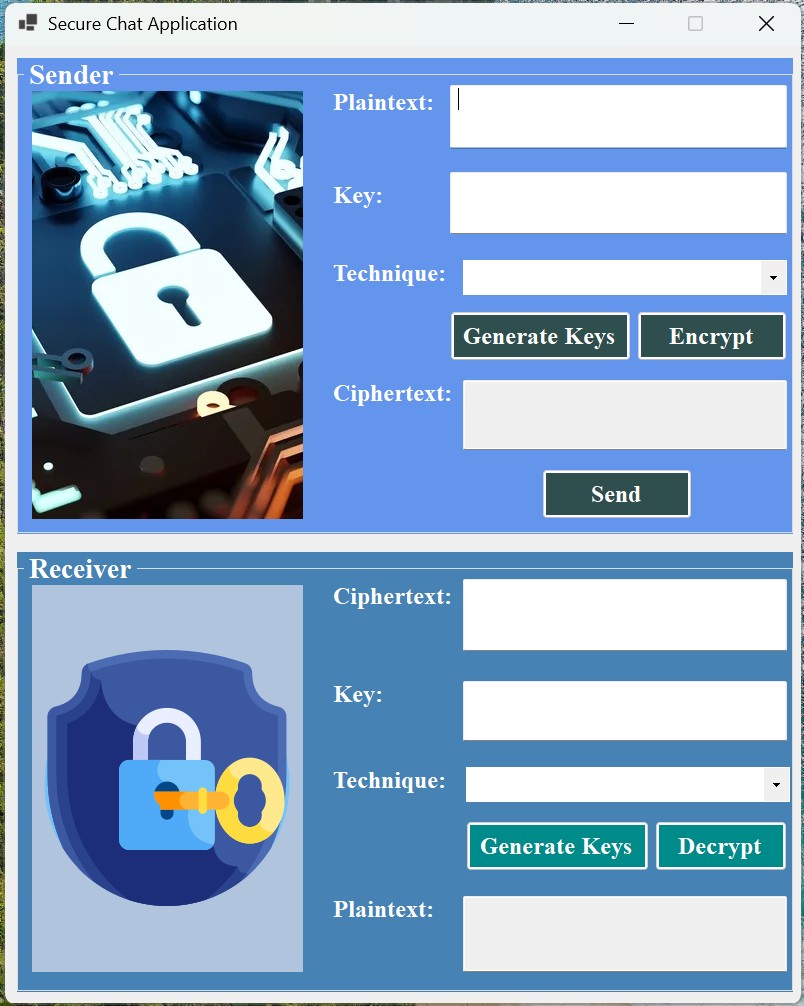 Secure Chat Application
Sender
Plaintext:
Key:
Technique:
Generate Keys Encrypt
Ciphertext:
Send
Receiver
Ciphertext:
Key:
Technique:
Generate Keys Decrypt
Plaintext: